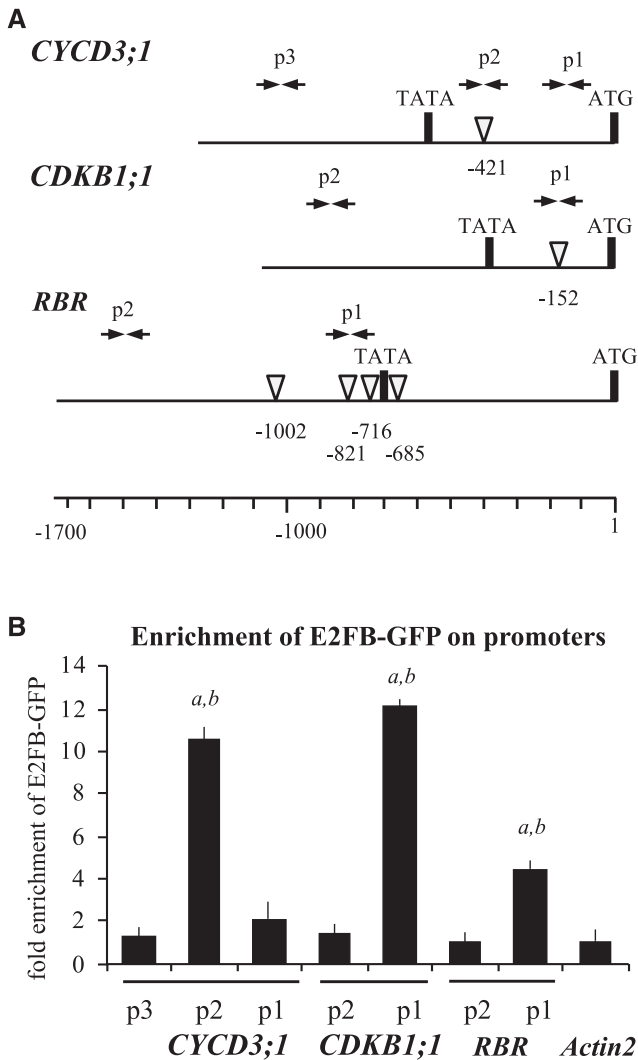 A
CYCD3;1
p3 p2 p1
TATA ATG
-421
CDKB1;1
p2 p1
TATA ATG
-152
RBR
p2 p1
TATA ATG
-1002 -716
-821 -685
-1700 -1000 1
B
Enrichment of E2FB-GFP on promoters
fold enrichment of E2FB-GFP
14
12
10
8
6
4
2
0
a,b a,b a,b
p3 p2 p1 p2 p1 p2 p1
CYCD3;1 CDKB1;1 RBR Actin2